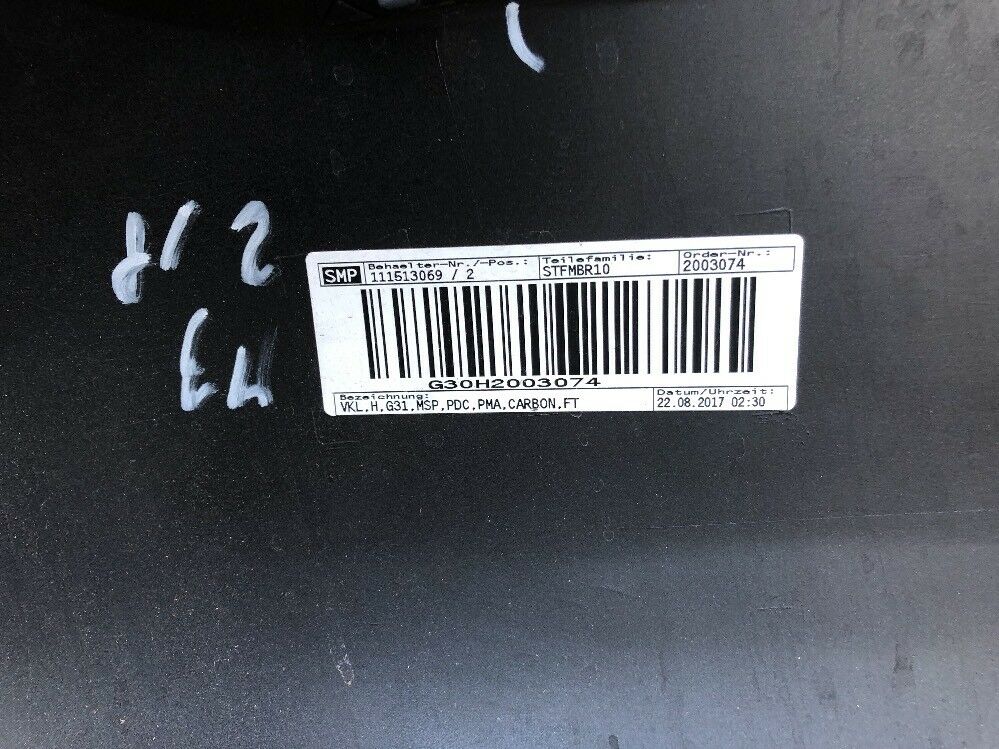 SMP Behaelter-Nr./-Pos.: Teilefamilie: Order-Nr.:
111513069 / 2 STFMBR10 2003074
G30H2003074
Bezeichnung: Datum/Uhrzeit:
VKL,H,G31,MSP,PDC,PMA,CARBON,FT 22.08.2017 02:30